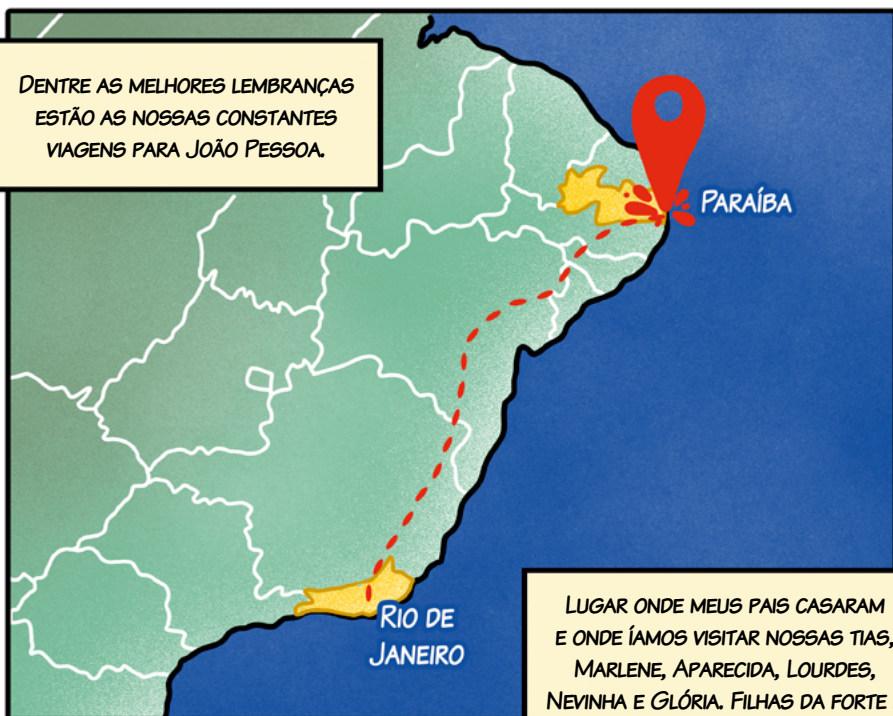 DENTRE AS MELHORES LEMBRANÇAS
ESTÃO AS NOSSAS CONSTANTES
VIAGENS PARA JOÃO PESSOA.
PARAÍBA
RIO DE
JANEIRO
LUGAR ONDE MEUS PAIS CASARAM
E ONDE ÍAMOS VISITAR NOSSAS TIAS,
MARLENE, APARECIDA, LOURDES,
NEVINHA E GLÓRIA. FILHAS DA FORTE